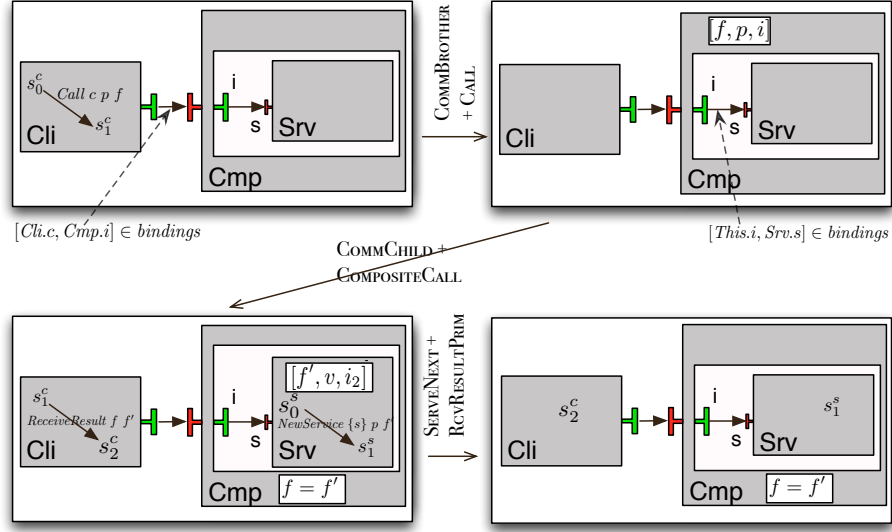 $s_0^c$
Call c p f
$s_1^c$
Cli
i
s
Srv
Cmp
[Cli.c, Cmp.i] ∈ bindings
CommBrother
+ Call
[f, p, i]
Cli
i
s
Srv
Cmp
[This.i, Srv.s] ∈ bindings
CommChild +
CompositeCall
$s_1^c$
ReceiveResult f f′
$s_2^c$
Cli
i
s
[f′, v, i₂]
$s_0^s$
NewService {s} p f′
$s_1^s$
Srv
Cmp
f = f′
ServeNext +
RcvResultPrim
$s_2^c$
Cli
i
s
$s_1^s$
Srv
Cmp
f = f′